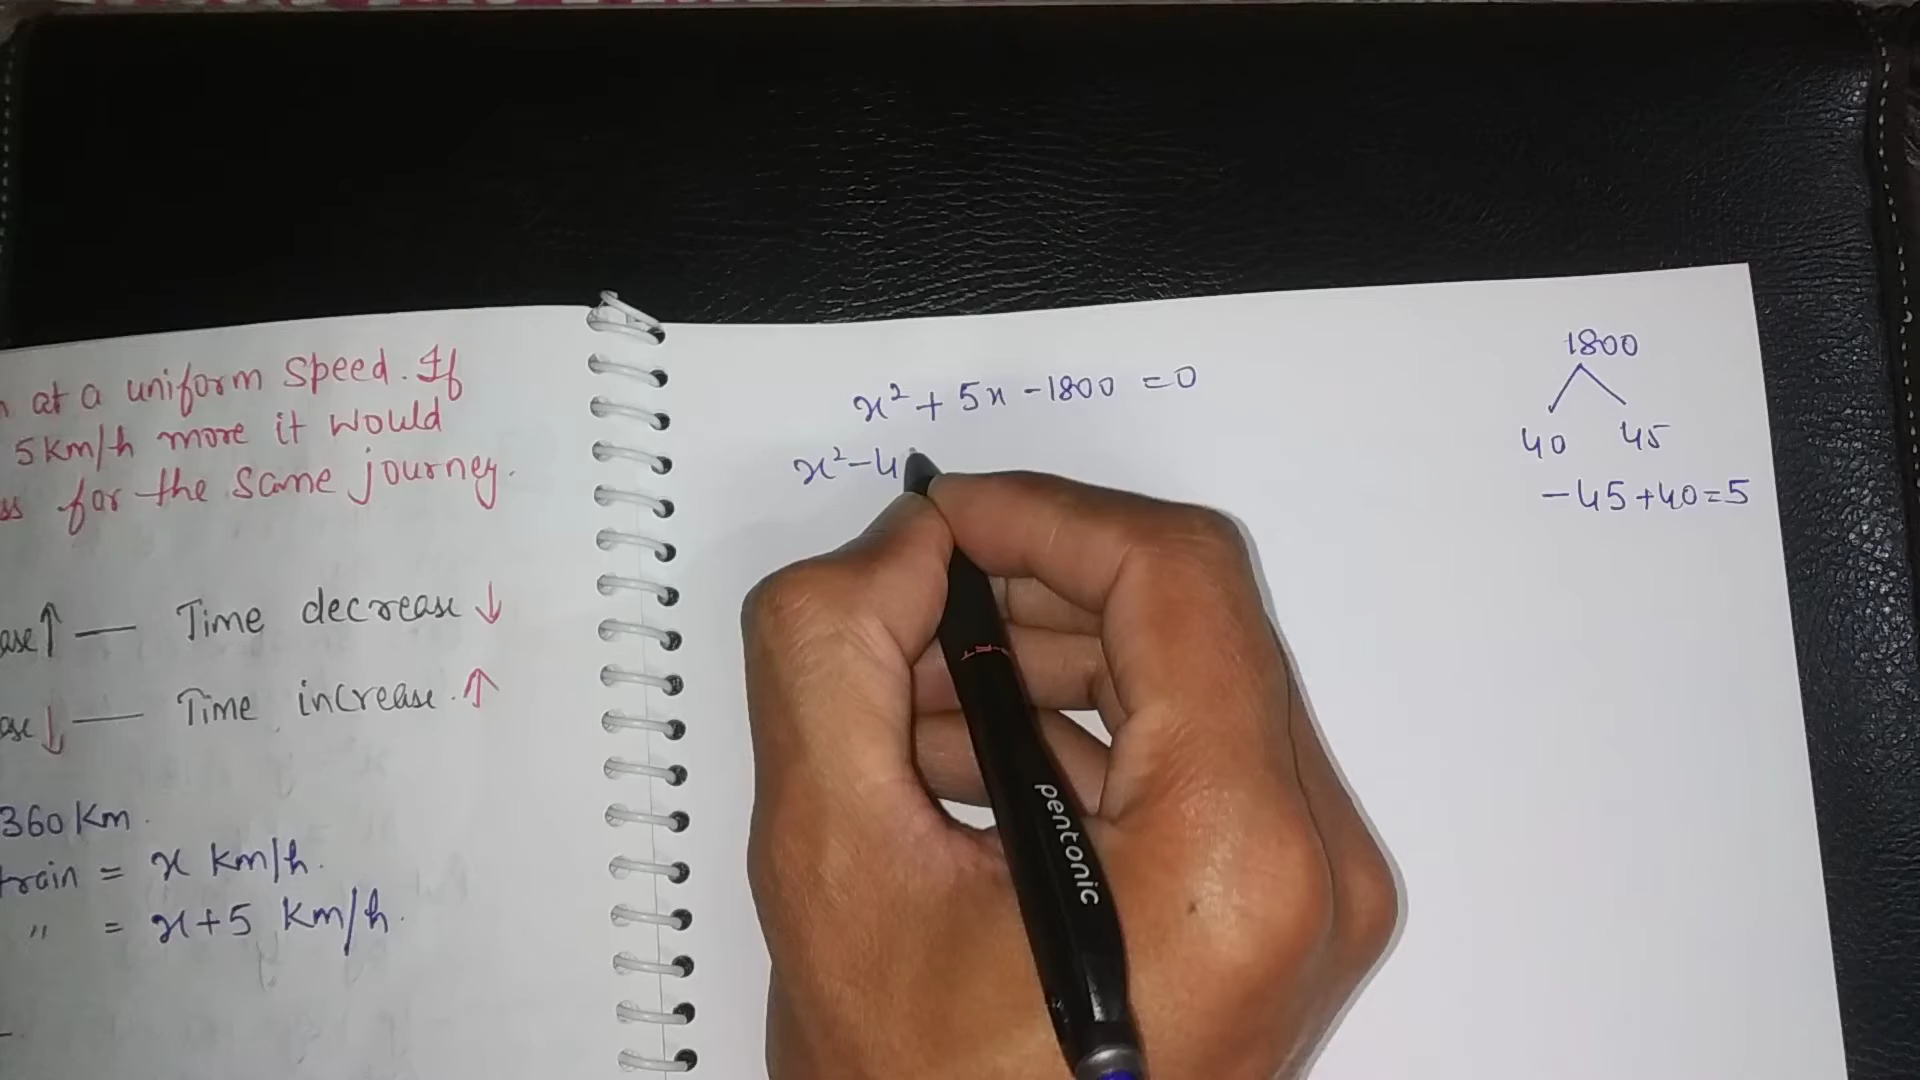 at a uniform speed. If
5 km/h more it would
for the same journey.
↑ — Time decrease ↓
↓ — Time increase. ↑
360 Km.
train = x km/h.
" = x+5 km/h.
x² + 5x - 1800 = 0
x² - 4
1800
40 45
-45+40=5
pentonic